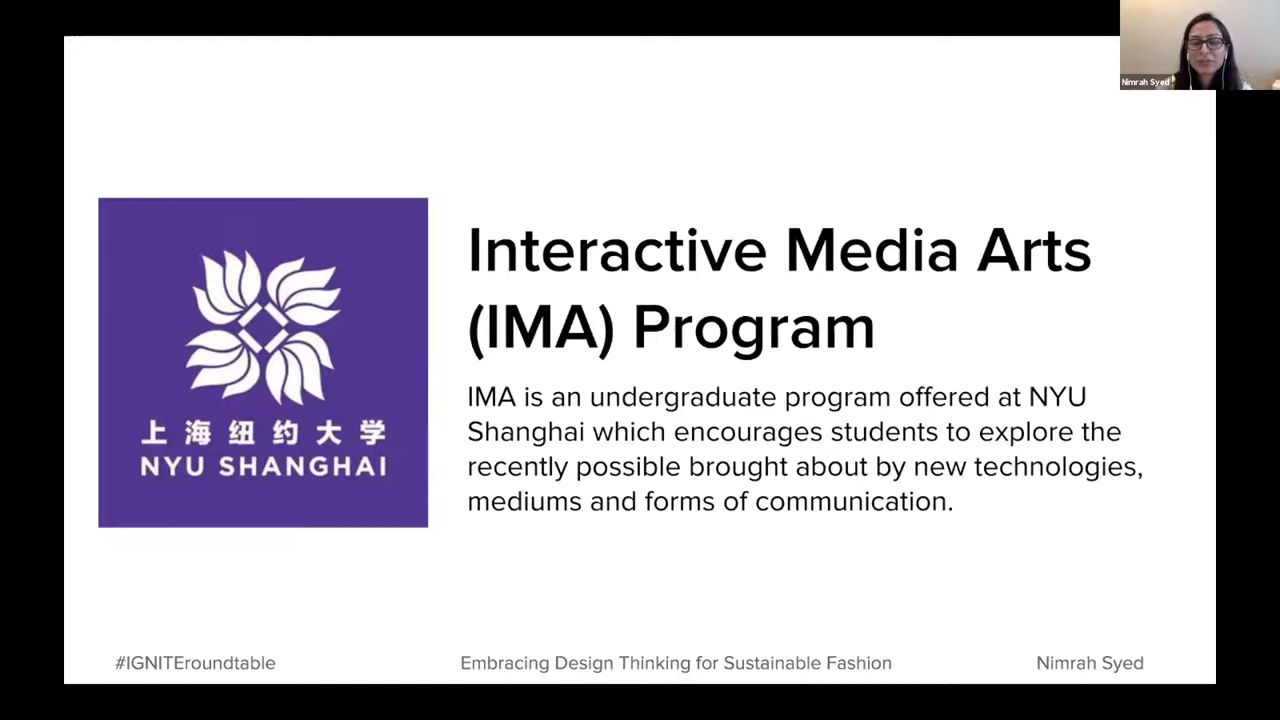 Nimrah Syed
Interactive Media Arts
(IMA) Program
IMA is an undergraduate program offered at NYU
Shanghai which encourages students to explore the
recently possible brought about by new technologies,
mediums and forms of communication.
上海纽约大学
NYU SHANGHAI
#IGNITEroundtable
Embracing Design Thinking for Sustainable Fashion
Nimrah Syed